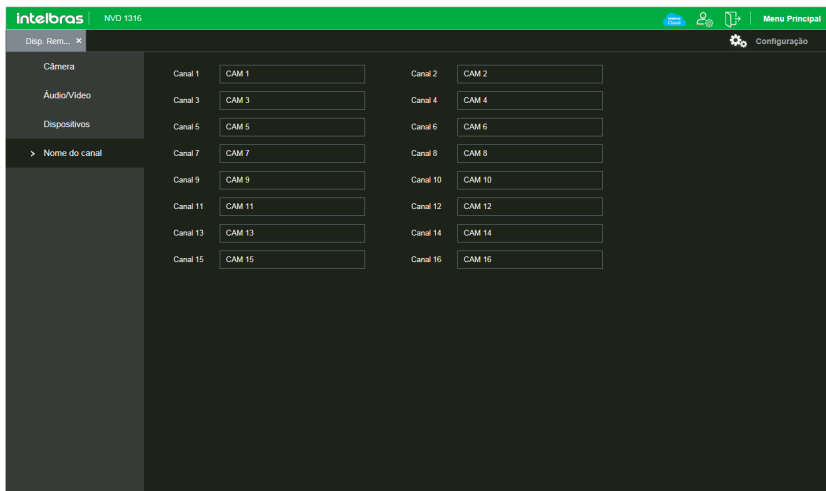 intelbras NVD 1316 Menu Principal
Disp. Rem... × Configuração
Câmera
Áudio/Vídeo
Dispositivos
> Nome do canal
Canal 1 CAM 1 Canal 2 CAM 2
Canal 3 CAM 3 Canal 4 CAM 4
Canal 5 CAM 5 Canal 6 CAM 6
Canal 7 CAM 7 Canal 8 CAM 8
Canal 9 CAM 9 Canal 10 CAM 10
Canal 11 CAM 11 Canal 12 CAM 12
Canal 13 CAM 13 Canal 14 CAM 14
Canal 15 CAM 15 Canal 16 CAM 16